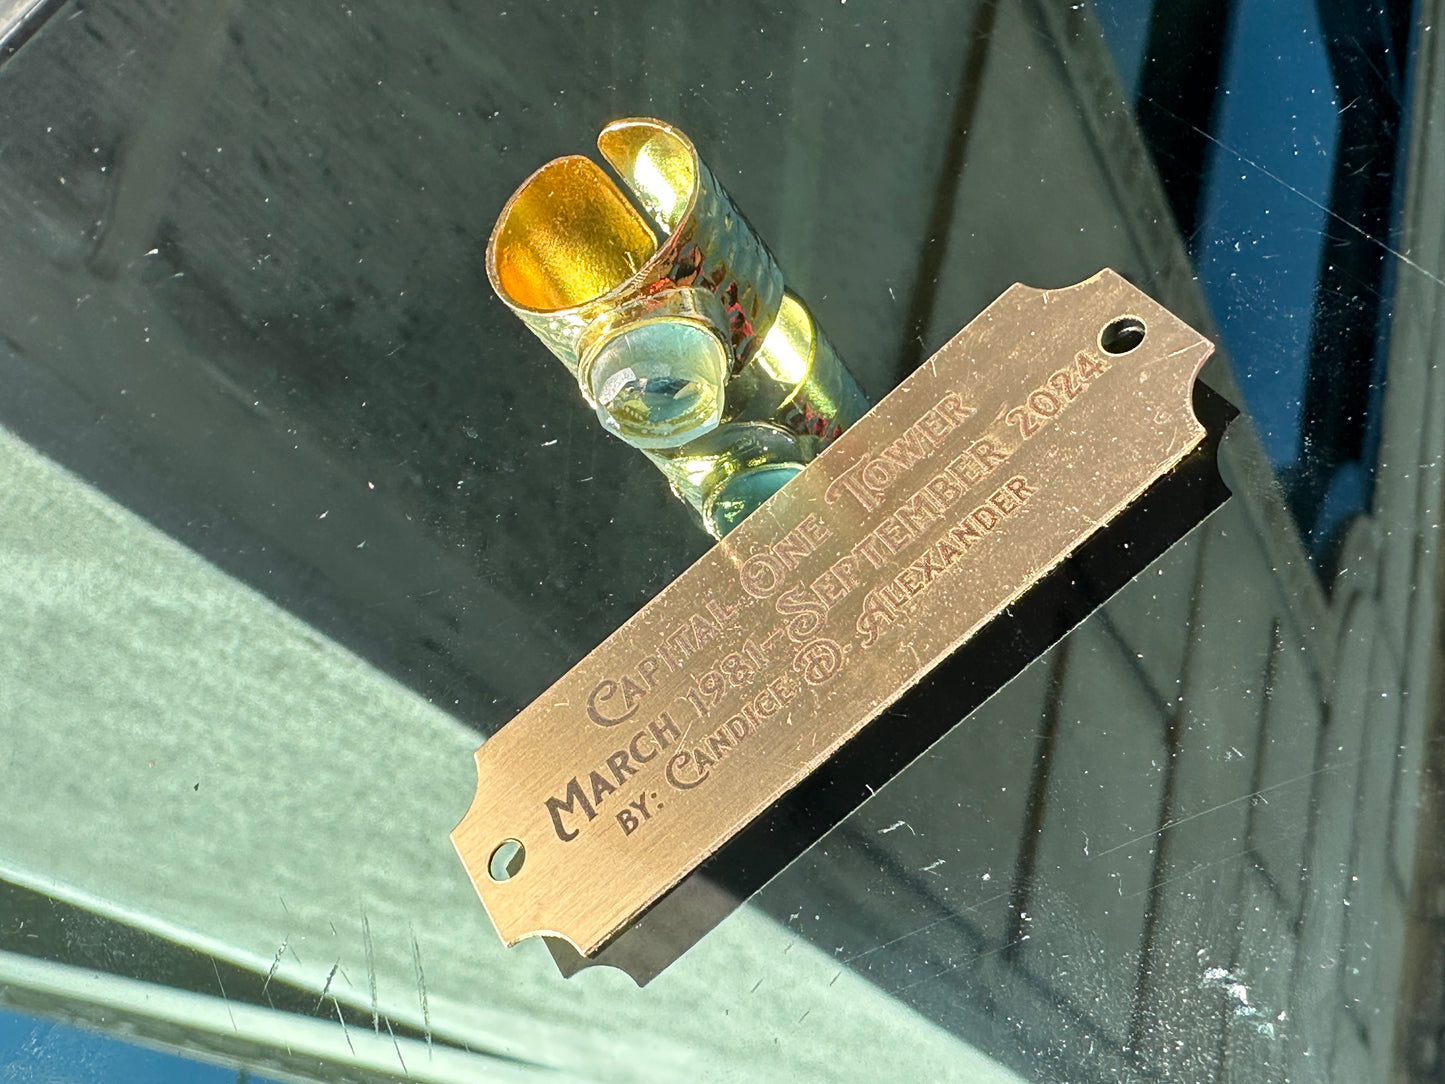 CAPITAL ONE TOWER
MARCH 1981–SEPTEMBER 2024
BY: CANDICE D. ALEXANDER